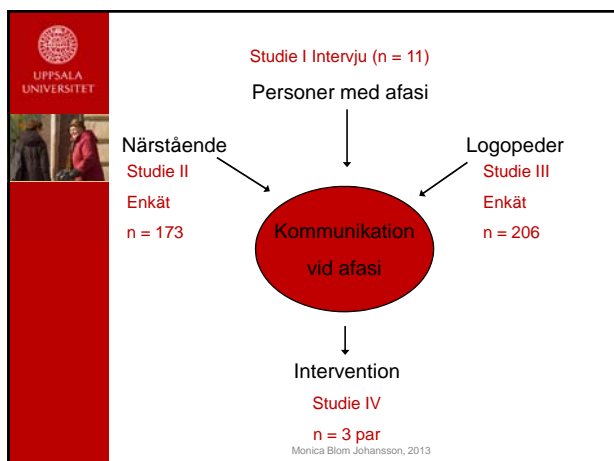 UPPSALA
UNIVERSITET
Studie I Intervju (n = 11)
Personer med afasi
Närstående
Studie II
Enkät
n = 173
Logopeder
Studie III
Enkät
n = 206
Kommunikation
vid afasi
Intervention
Studie IV
n = 3 par
Monica Blom Johansson, 2013